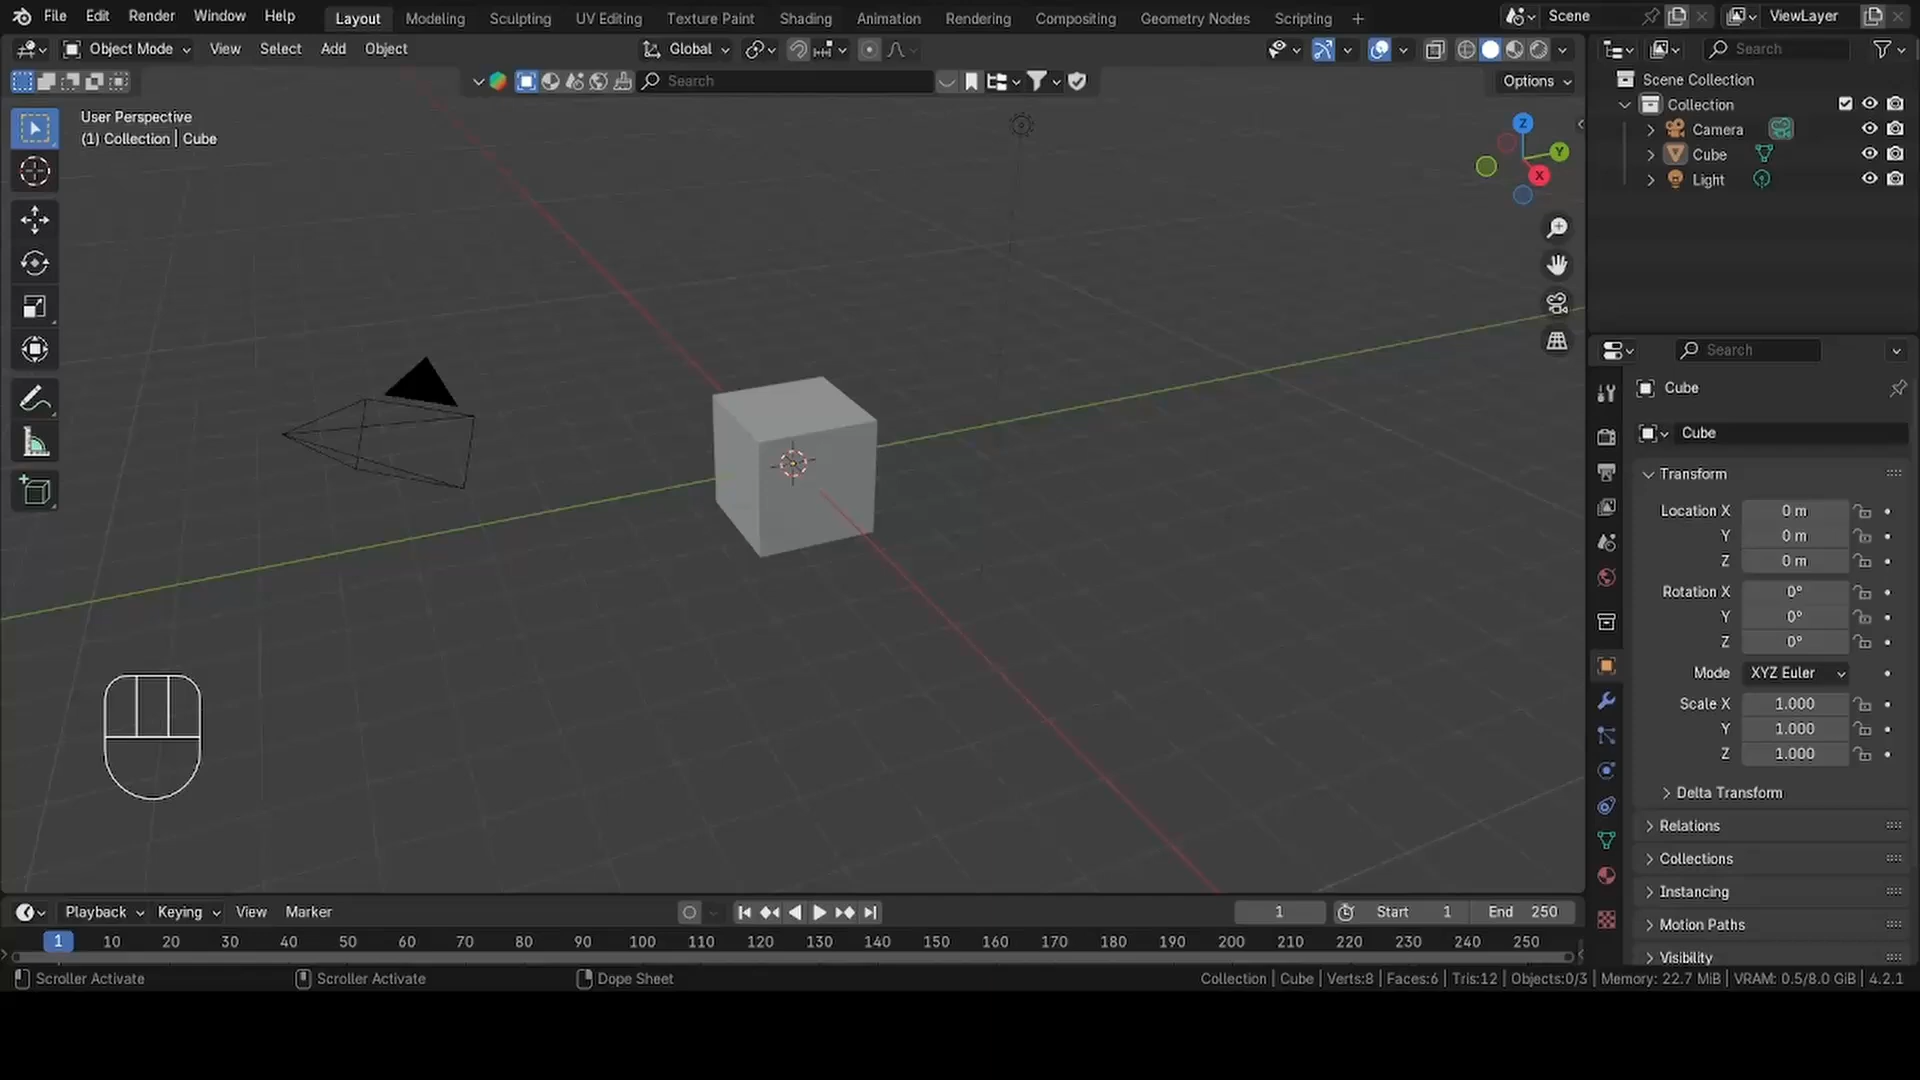 File Edit Render Window Help Layout Modeling Sculpting UV Editing Texture Paint Shading Animation Rendering Compositing Geometry Nodes Scripting + Scene ViewLayer
Object Mode View Select Add Object Global Search
Search Options
User Perspective
(1) Collection | Cube
Z
Y
X
Scene Collection
Collection
Camera
Cube
Light
Search
Cube
Cube
Transform
Location X 0 m
Y 0 m
Z 0 m
Rotation X 0°
Y 0°
Z 0°
Mode XYZ Euler
Scale X 1.000
Y 1.000
Z 1.000
Delta Transform
Relations
Collections
Instancing
Motion Paths
Visibility
Playback Keying View Marker 1 Start 1 End 250
1 10 20 30 40 50 60 70 80 90 100 110 120 130 140 150 160 170 180 190 200 210 220 230 240 250
Scroller Activate Scroller Activate Dope Sheet Collection | Cube | Verts:8 | Faces:6 | Tris:12 | Objects:0/3 | Memory: 22.7 MiB | VRAM: 0.5/8.0 GiB | 4.2.1